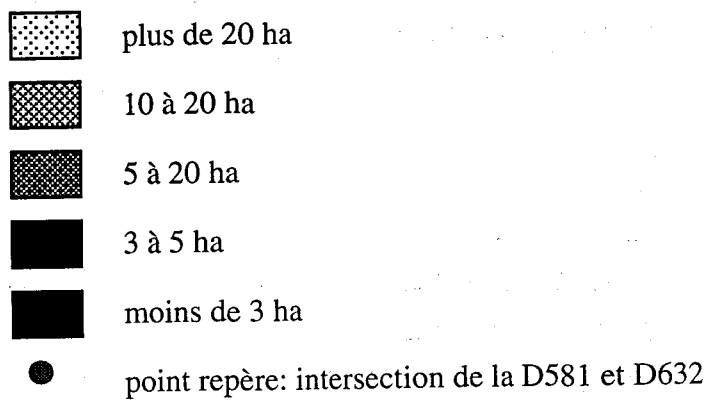 plus de 20 ha
10 à 20 ha
5 à 20 ha
3 à 5 ha
moins de 3 ha
point repère: intersection de la D581 et D632